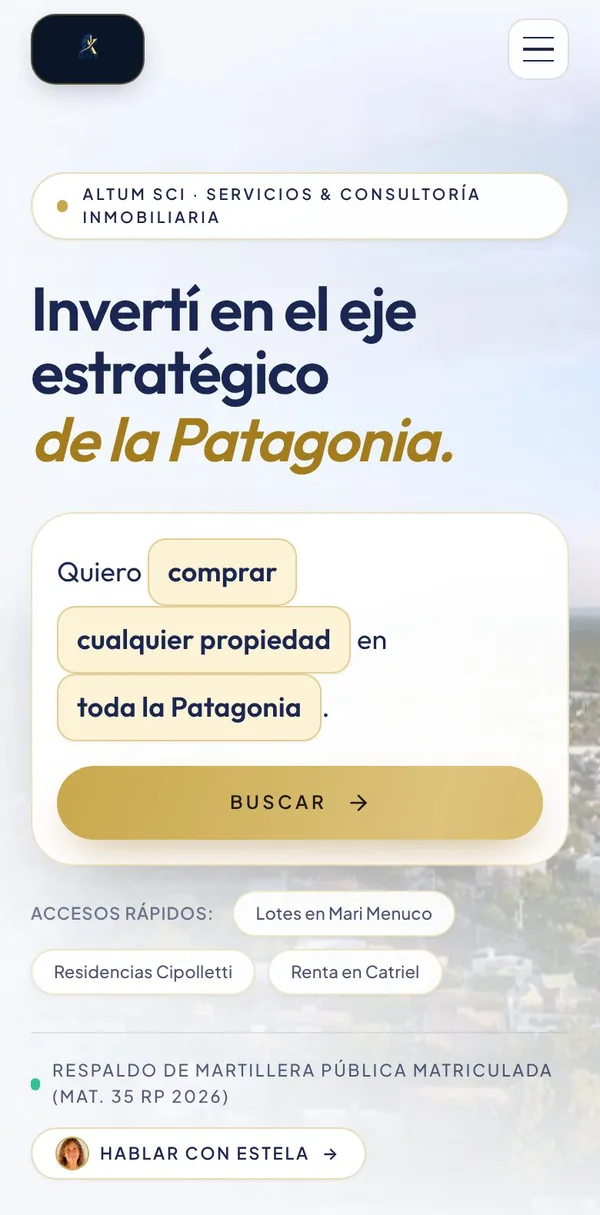 ALTUM SCI · SERVICIOS & CONSULTORÍA
INMOBILIARIA
Invertí en el eje
estratégico
de la Patagonia.
Quiero comprar
cualquier propiedad en
toda la Patagonia.
BUSCAR →
ACCESOS RÁPIDOS: Lotes en Mari Menuco
Residencias Cipolletti Renta en Catriel
RESPALDO DE MARTILLERA PÚBLICA MATRICULADA
(MAT. 35 RP 2026)
HABLAR CON ESTELA →